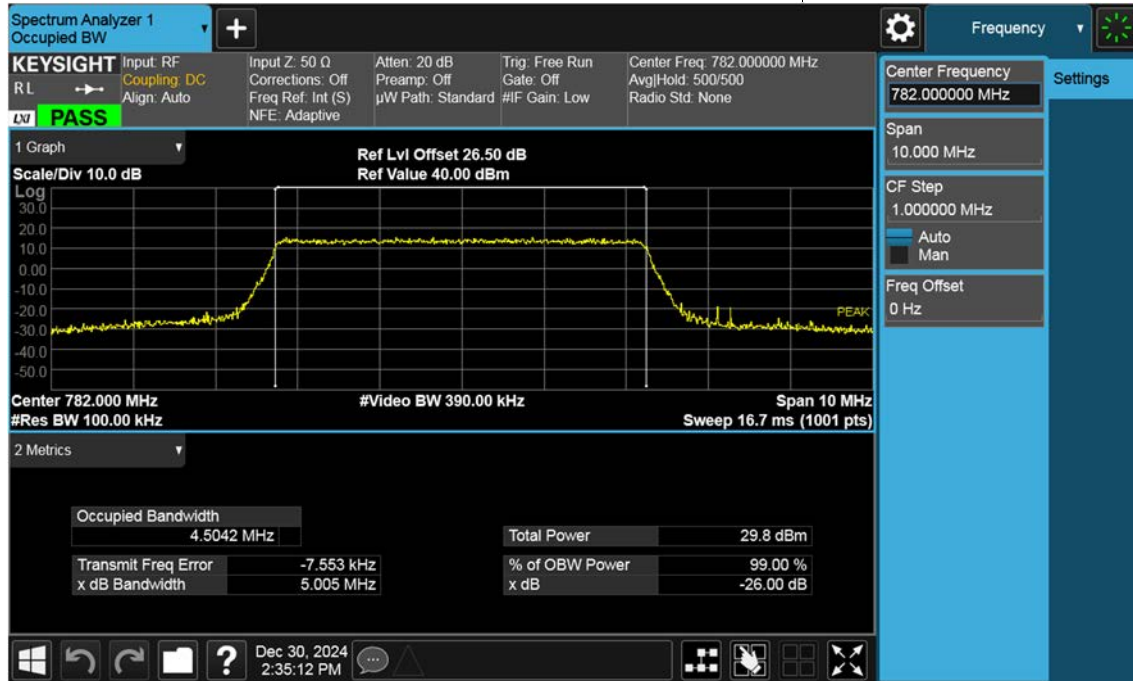 Spectrum Analyzer 1
Occupied BW
Frequency
KEYSIGHT
R L
LXI PASS
Input: RF
Coupling: DC
Align: Auto
Input Z: 50 Ω
Corrections: Off
Freq Ref: Int (S)
NFE: Adaptive
Atten: 20 dB
Preamp: Off
µW Path: Standard
Trig: Free Run
Gate: Off
#IF Gain: Low
Center Freq: 782.000000 MHz
Avg|Hold: 500/500
Radio Std: None
Center Frequency
782.000000 MHz
Settings
Span
10.000 MHz
CF Step
1.000000 MHz
Auto
Man
Freq Offset
0 Hz
1 Graph
Scale/Div 10.0 dB
Ref Lvl Offset 26.50 dB
Ref Value 40.00 dBm
Log
30.0
20.0
10.0
0.00
-10.0
-20.0
-30.0
-40.0
-50.0
PEAK
Center 782.000 MHz
#Res BW 100.00 kHz
#Video BW 390.00 kHz
Span 10 MHz
Sweep 16.7 ms (1001 pts)
2 Metrics
Occupied Bandwidth
4.5042 MHz
Total Power 29.8 dBm
Transmit Freq Error -7.553 kHz
% of OBW Power 99.00 %
x dB Bandwidth 5.005 MHz
x dB -26.00 dB
?
Dec 30, 2024
2:35:12 PM